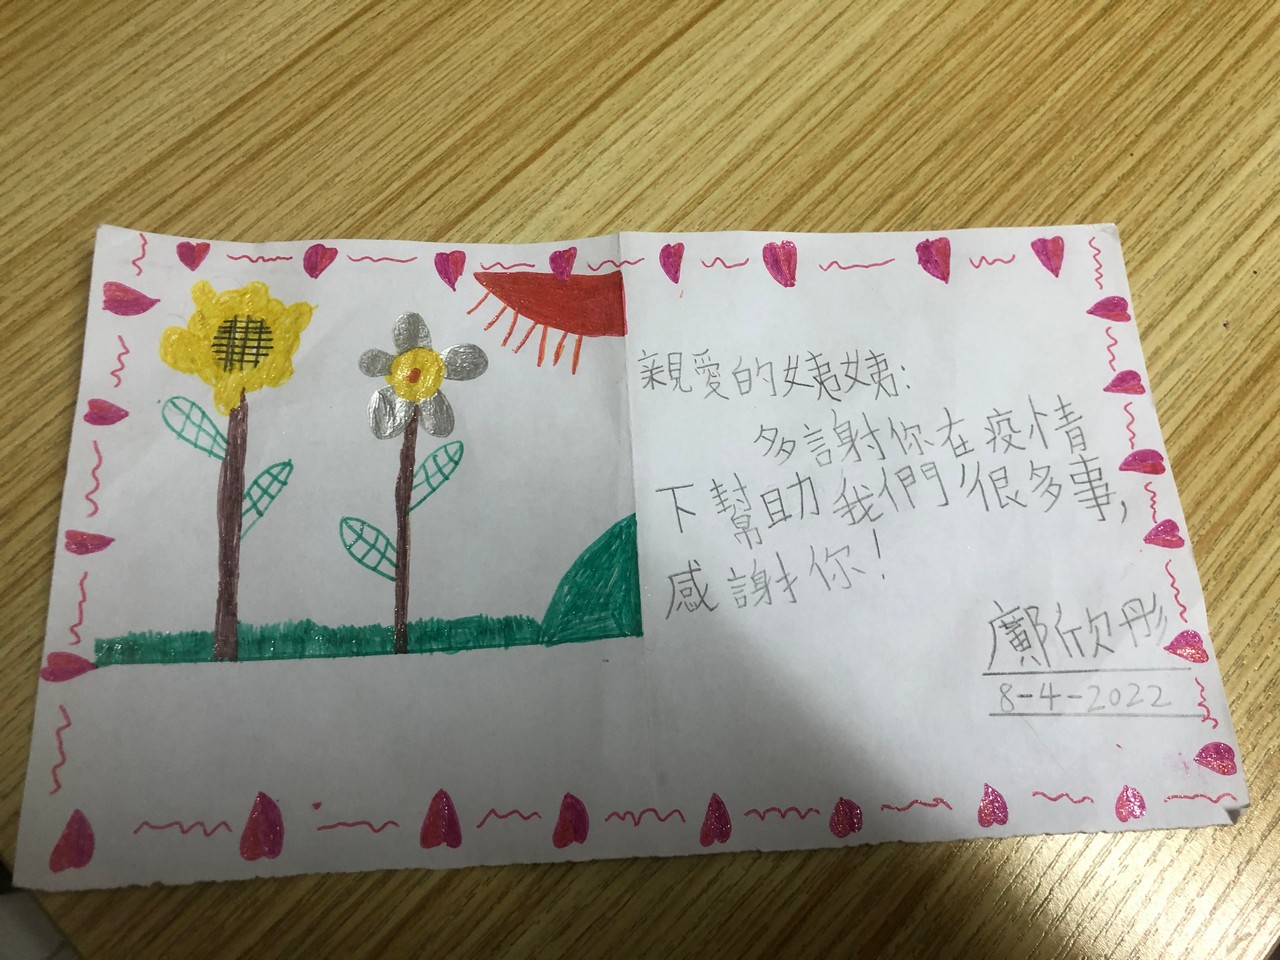 親愛的姨姨:
多謝你在疫情
下幫助我們很多事,
感謝你!
鄺欣彤
8-4-2022